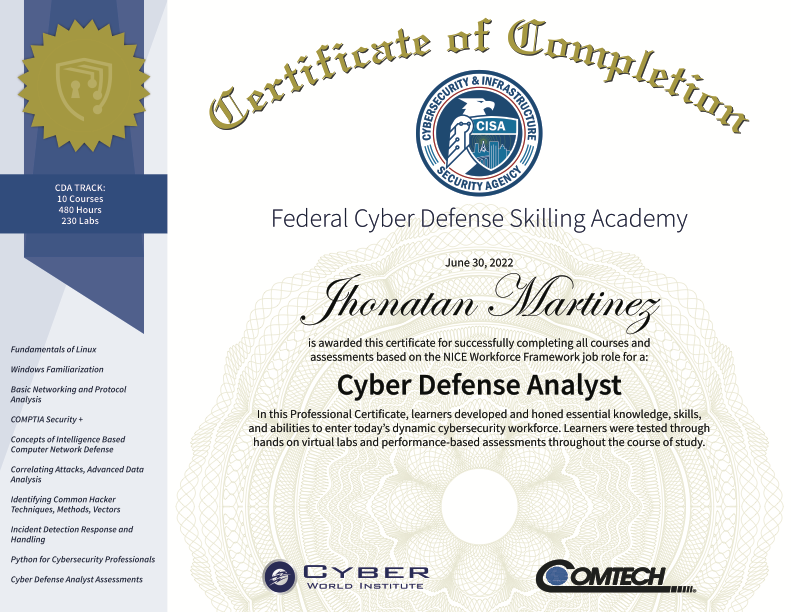 Certificate of Completion
CYBERSECURITY & INFRASTRUCTURE
CISA
SECURITY AGENCY
CDA TRACK:
10 Courses
480 Hours
230 Labs
Federal Cyber Defense Skilling Academy
June 30, 2022
Jhonatan Martinez
is awarded this certificate for successfully completing all courses and
assessments based on the NICE Workforce Framework job role for a:
Cyber Defense Analyst
In this Professional Certificate, learners developed and honed essential knowledge, skills,
and abilities to enter today's dynamic cybersecurity workforce. Learners were tested through
hands on virtual labs and performance-based assessments throughout the course of study.
Fundamentals of Linux
Windows Familiarization
Basic Networking and Protocol
Analysis
COMPTIA Security +
Concepts of Intelligence Based
Computer Network Defense
Correlating Attacks, Advanced Data
Analysis
Identifying Common Hacker
Techniques, Methods, Vectors
Incident Detection Response and
Handling
Python for Cybersecurity Professionals
Cyber Defense Analyst Assessments
CYBER
WORLD INSTITUTE
COMTECH